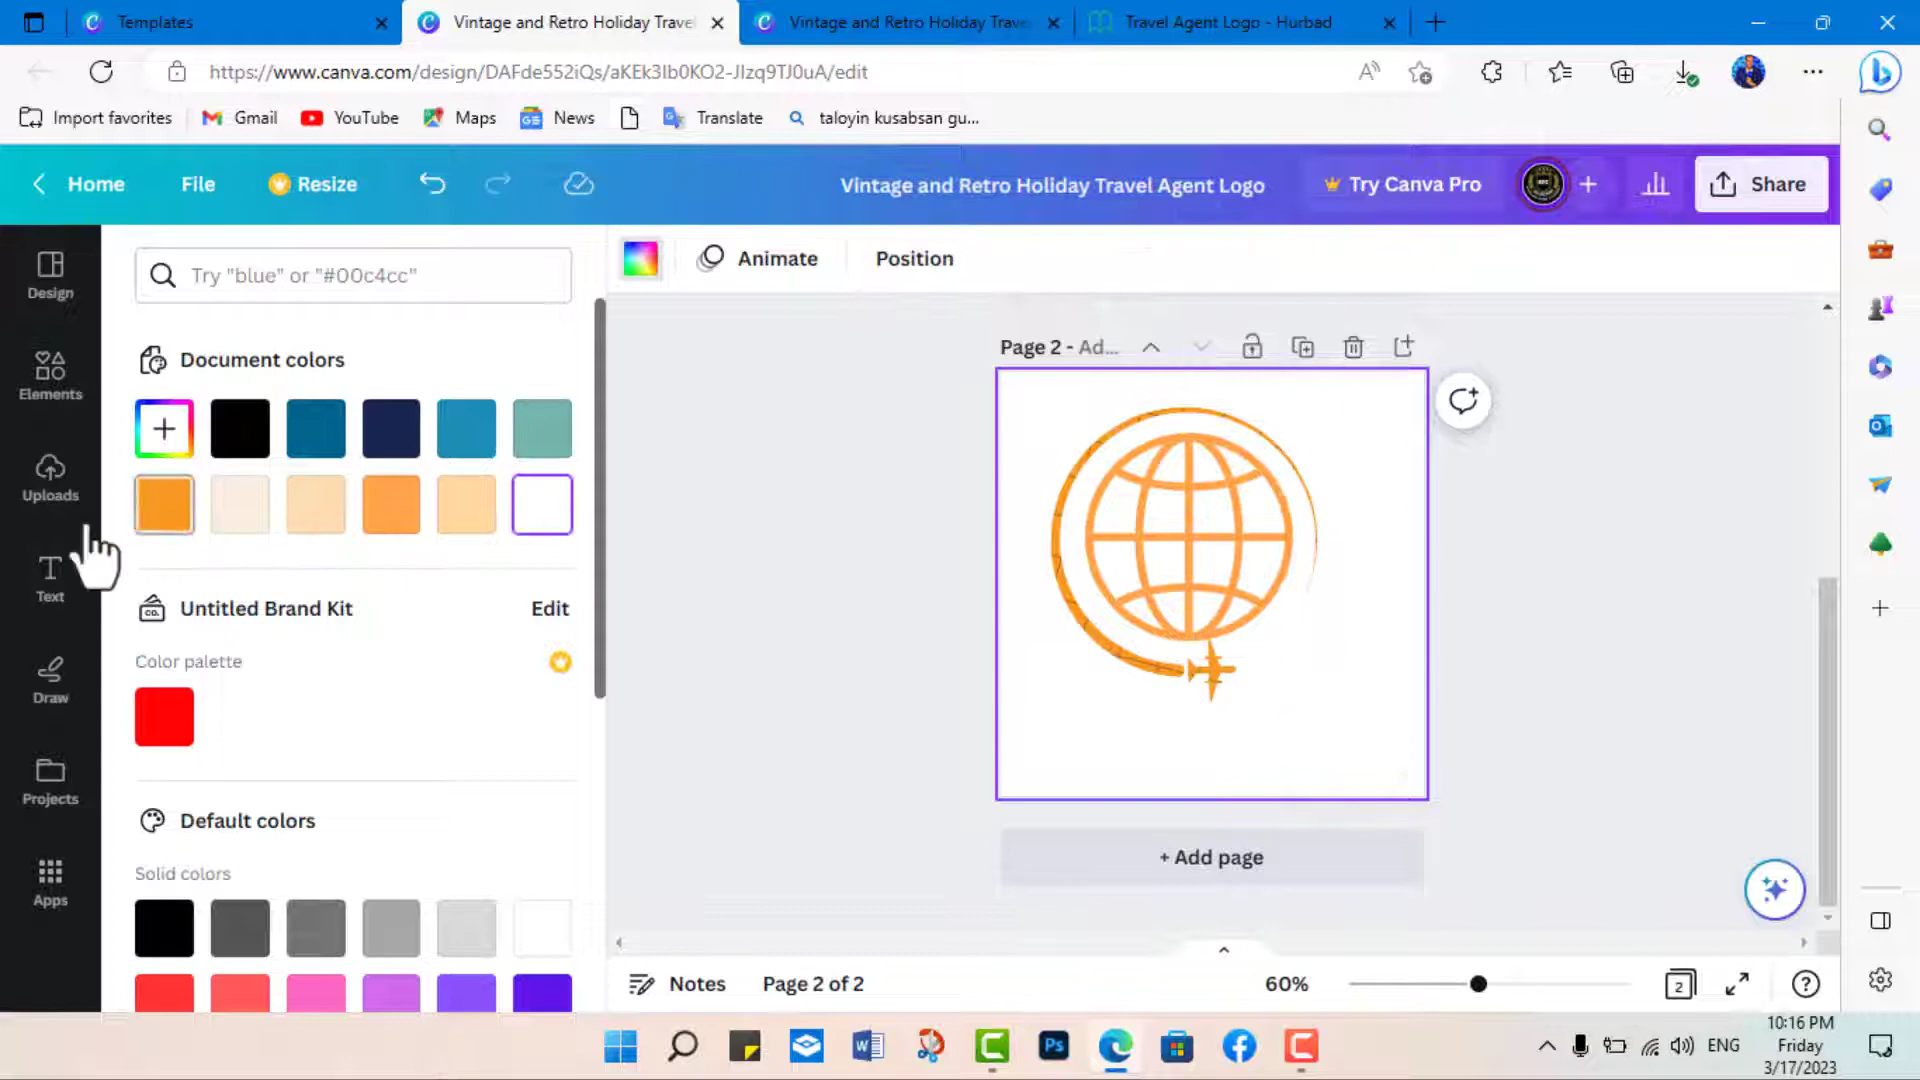 Templates
Vintage and Retro Holiday Trave
Vintage and Retro Holiday Trave
Travel Agent Logo - Hurbad
https://www.canva.com/design/DAFde552iQs/aKEk3lb0KO2-JIzq9TJ0uA/edit
Import favorites
Gmail
YouTube
Maps
News
Translate
taloyin kusabsan gu...
Home
File
Resize
Vintage and Retro Holiday Travel Agent Logo
Try Canva Pro
Share
Design
Elements
Uploads
Text
Draw
Projects
Apps
Try "blue" or "#00c4cc"
Document colors
Untitled Brand Kit
Edit
Color palette
Default colors
Solid colors
Animate
Position
Page 2 - Ad...
+ Add page
Notes
Page 2 of 2
60%
2
ENG
10:16 PM
Friday
3/17/2023